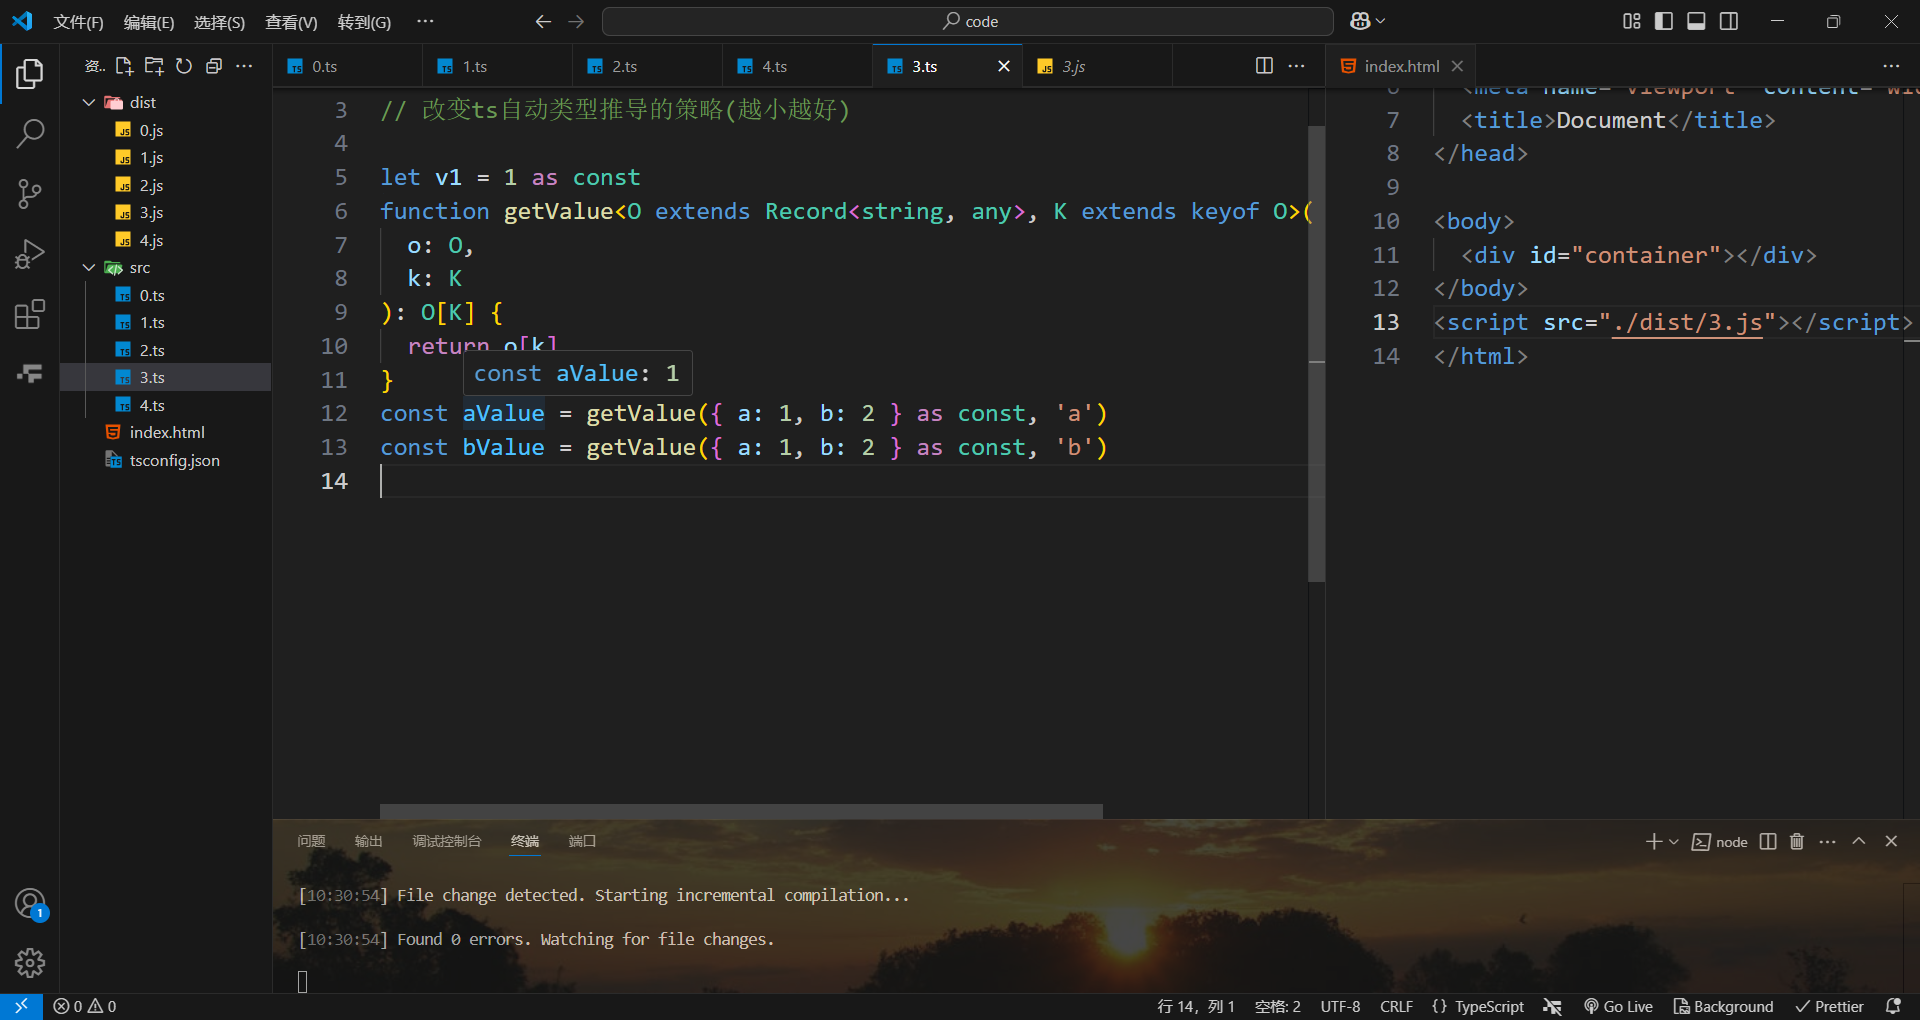 文件(F) 编辑(E) 选择(S) 查看(V) 转到(G) ··· code
资..
dist
0.js
1.js
2.js
3.js
4.js
src
0.ts
1.ts
2.ts
3.ts
4.ts
index.html
tsconfig.json
0.ts 1.ts 2.ts 4.ts 3.ts 3.js
3 // 改变ts自动类型推导的策略(越小越好)
4
5 let v1 = 1 as const
6 function getValue<O extends Record<string, any>, K extends keyof O>(
7 o: O,
8 k: K
9 ): O[K] {
10 return o[k]
const aValue: 1
11 }
12 const aValue = getValue({ a: 1, b: 2 } as const, 'a')
13 const bValue = getValue({ a: 1, b: 2 } as const, 'b')
14
index.html
6 <meta name="viewport" content="wi
7 <title>Document</title>
8 </head>
9
10 <body>
11 <div id="container"></div>
12 </body>
13 <script src="./dist/3.js"></script>
14 </html>
问题 输出 调试控制台 终端 端口 node
[10:30:54] File change detected. Starting incremental compilation...
[10:30:54] Found 0 errors. Watching for file changes.
1
0 0 行 14, 列 1 空格: 2 UTF-8 CRLF {} TypeScript Go Live Background Prettier